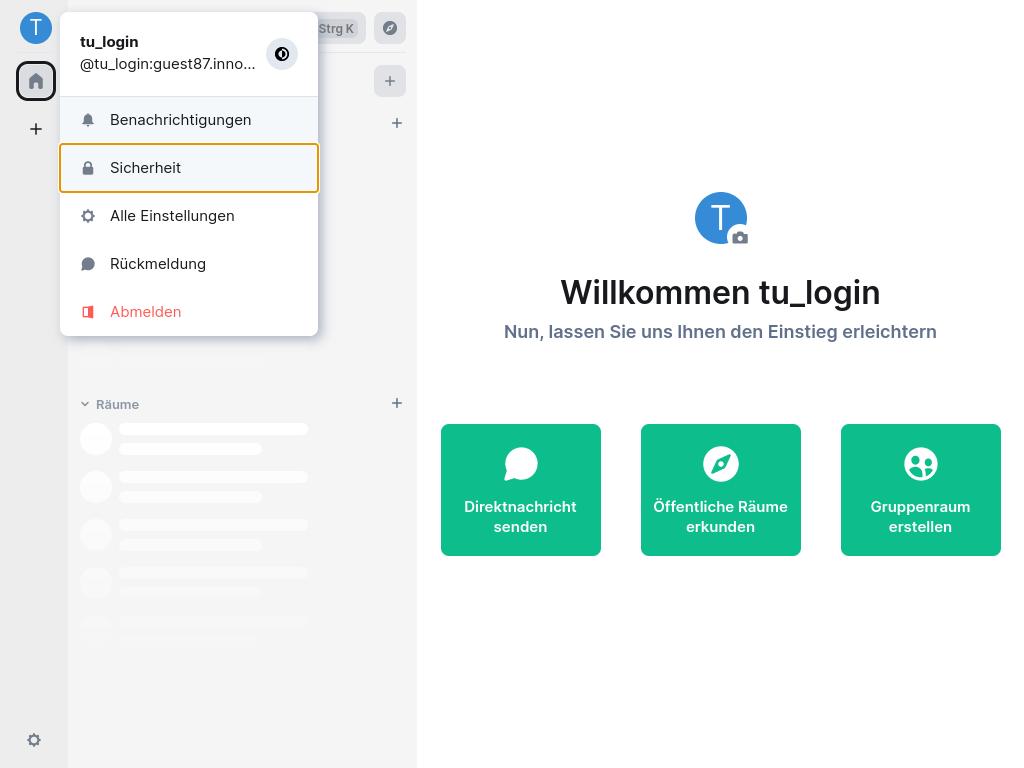 T
Strg K
tu_login
@tu_login:guest87.inno...
Benachrichtigungen
Sicherheit
Alle Einstellungen
Rückmeldung
Abmelden
Räume
T
Willkommen tu_login
Nun, lassen Sie uns Ihnen den Einstieg erleichtern
Direktnachricht
senden
Öffentliche Räume
erkunden
Gruppenraum
erstellen